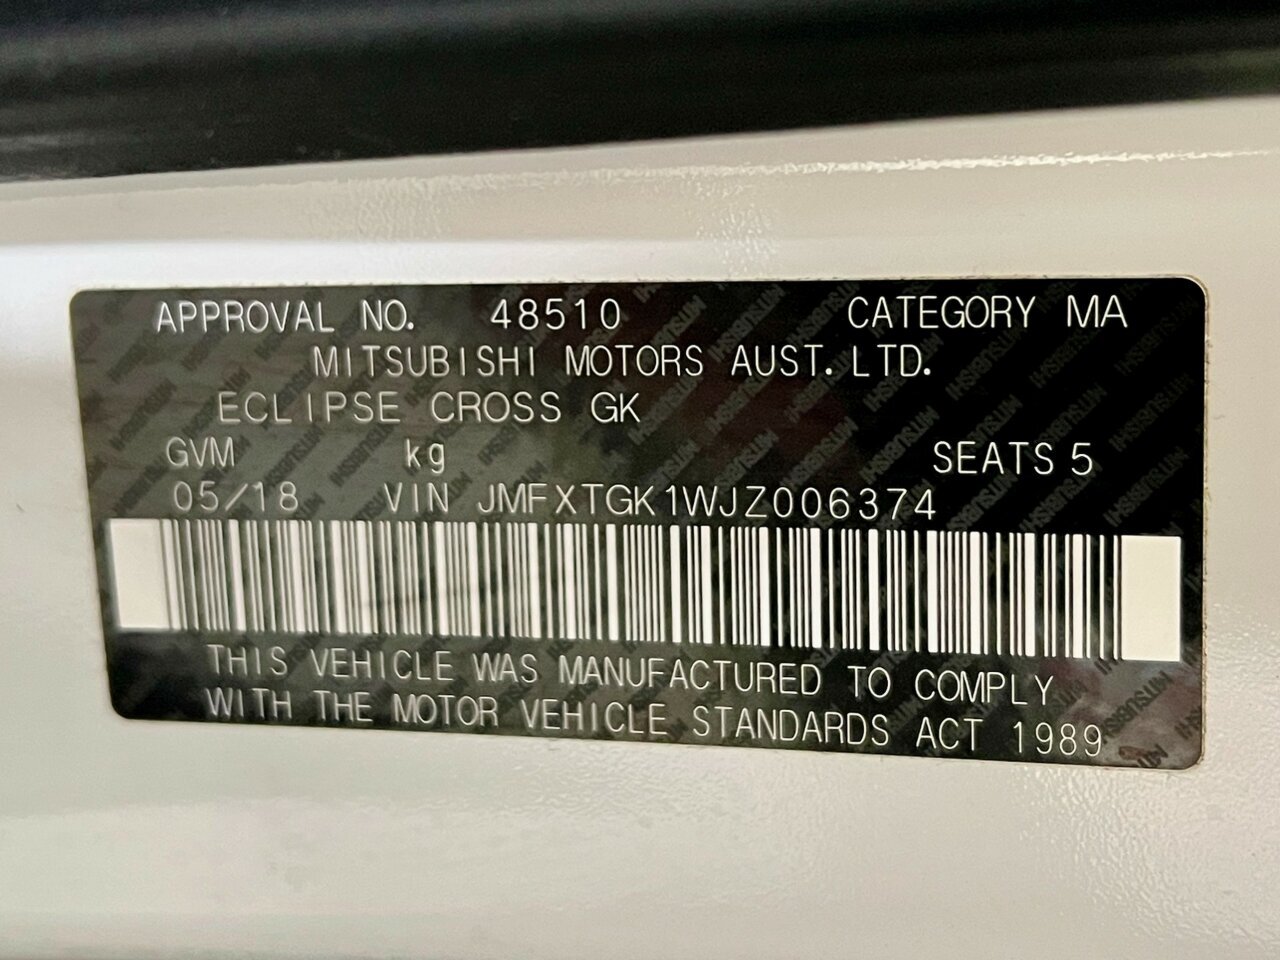 APPROVAL NO. 48510 CATEGORY MA
MITSUBISHI MOTORS AUST. LTD.
ECLIPSE CROSS GK
GVM kg SEATS 5
05/18 VIN JMFXTGK1WJZ006374
THIS VEHICLE WAS MANUFACTURED TO COMPLY
WITH THE MOTOR VEHICLE STANDARDS ACT 1989